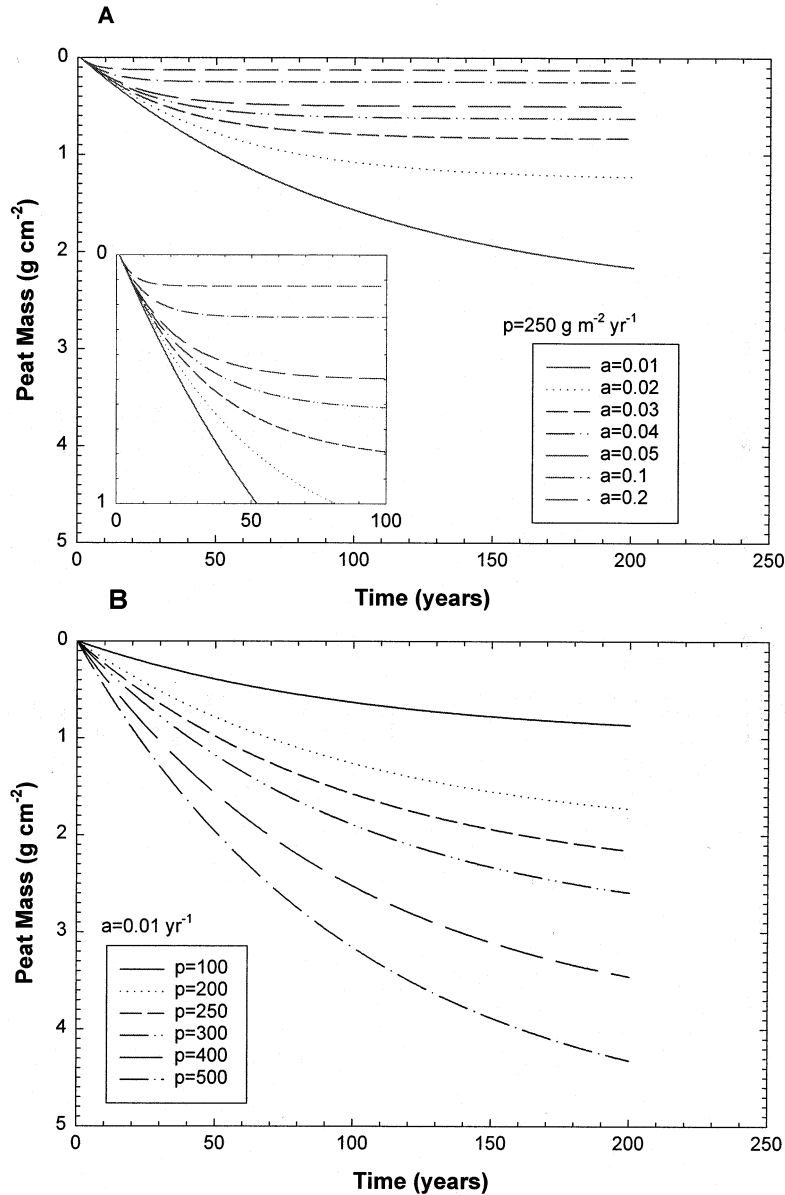 A
0
1
2
3
4
5
Peat Mass (g cm-2)
0
1
0 50 100
p=250 g m-2 yr-1
a=0.01
a=0.02
a=0.03
a=0.04
a=0.05
a=0.1
a=0.2
0 50 100 150 200 250
Time (years)
B
0
1
2
3
4
5
Peat Mass (g cm-2)
a=0.01 yr-1
p=100
p=200
p=250
p=300
p=400
p=500
0 50 100 150 200 250
Time (years)